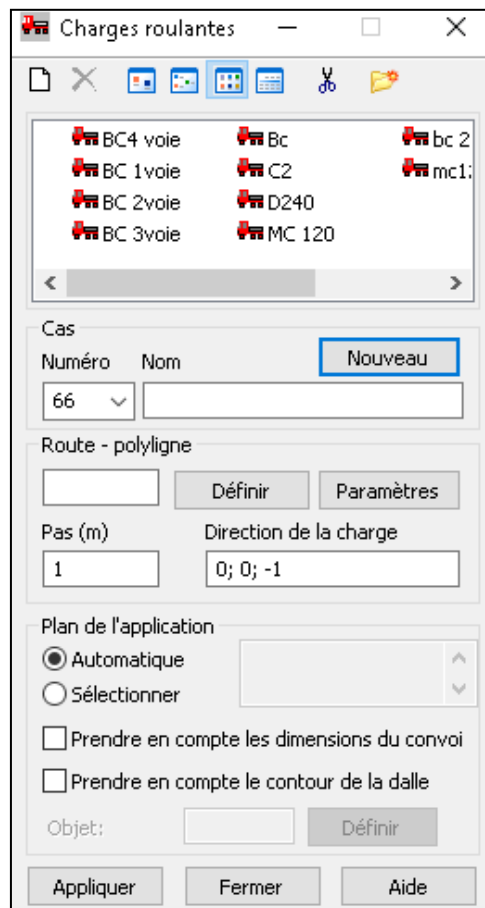 Charges roulantes
BC4 voie Bc bc 2
BC 1voie C2 mc1
BC 2voie D240
BC 3voie MC 120
Cas
Numéro Nom Nouveau
66
Route - polyligne
Définir Paramètres
Pas (m) Direction de la charge
1 0; 0; -1
Plan de l'application
Automatique
Sélectionner
Prendre en compte les dimensions du convoi
Prendre en compte le contour de la dalle
Objet: Définir
Appliquer Fermer Aide